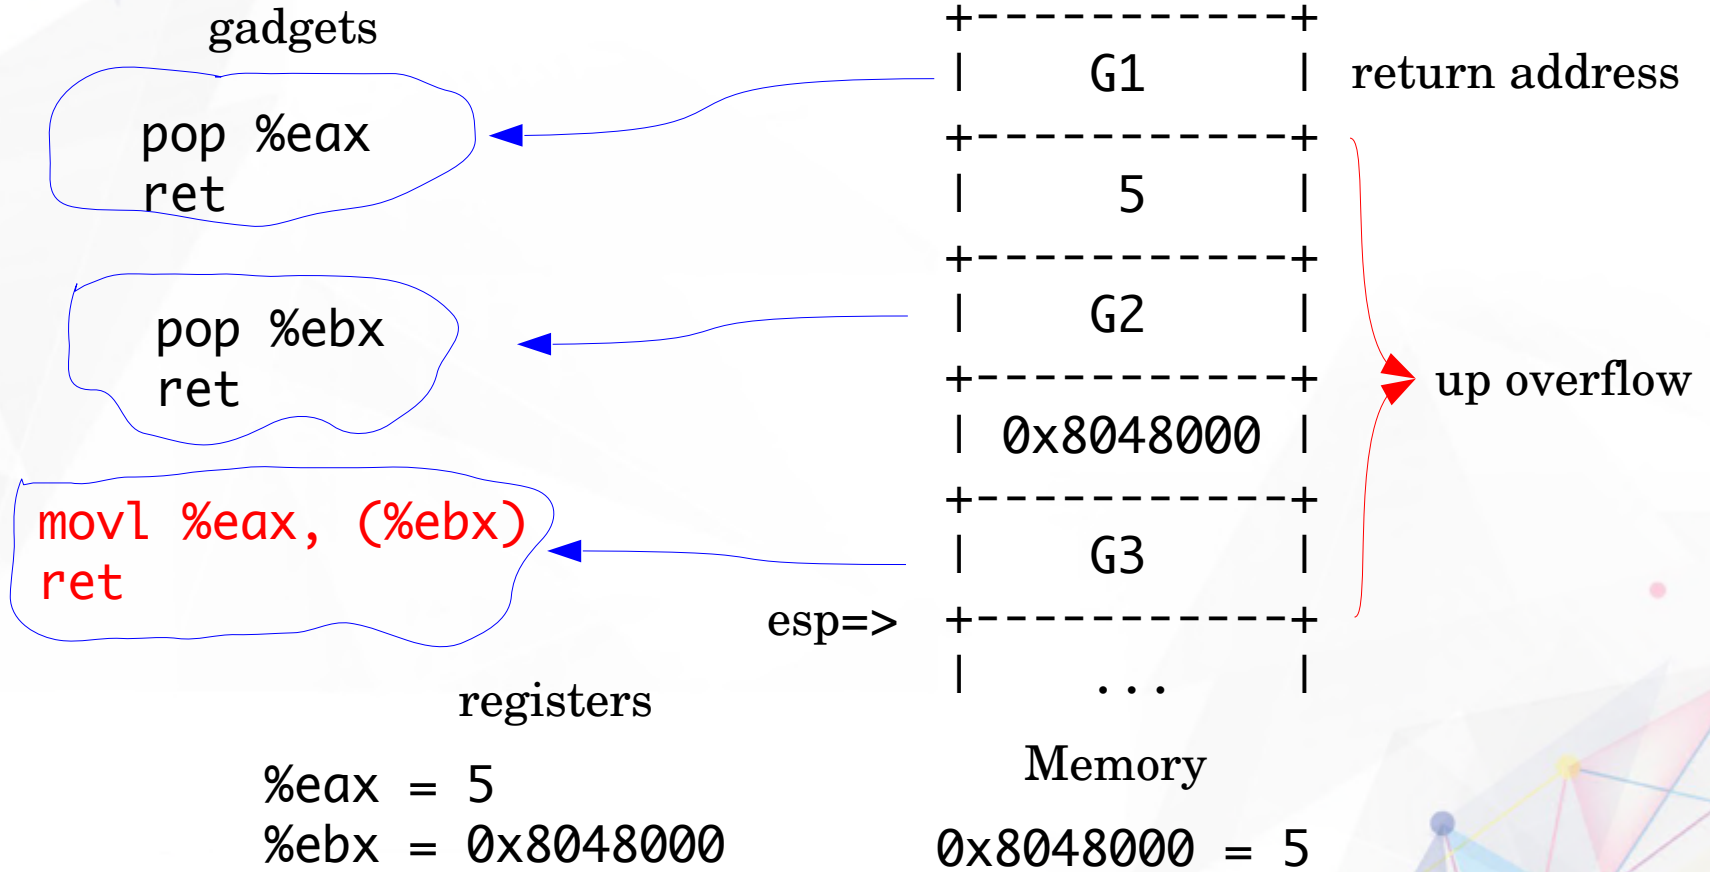 gadgets
pop %eax
ret
pop %ebx
ret
movl %eax, (%ebx)
ret
+------------+
| G1 | return address
+------------+
| 5 |
+------------+
| G2 |
+------------+
up overflow
| 0x8048000 |
+------------+
| G3 |
esp=> +------------+
| ... |
registers
%eax = 5
%ebx = 0x8048000
Memory
0x8048000 = 5